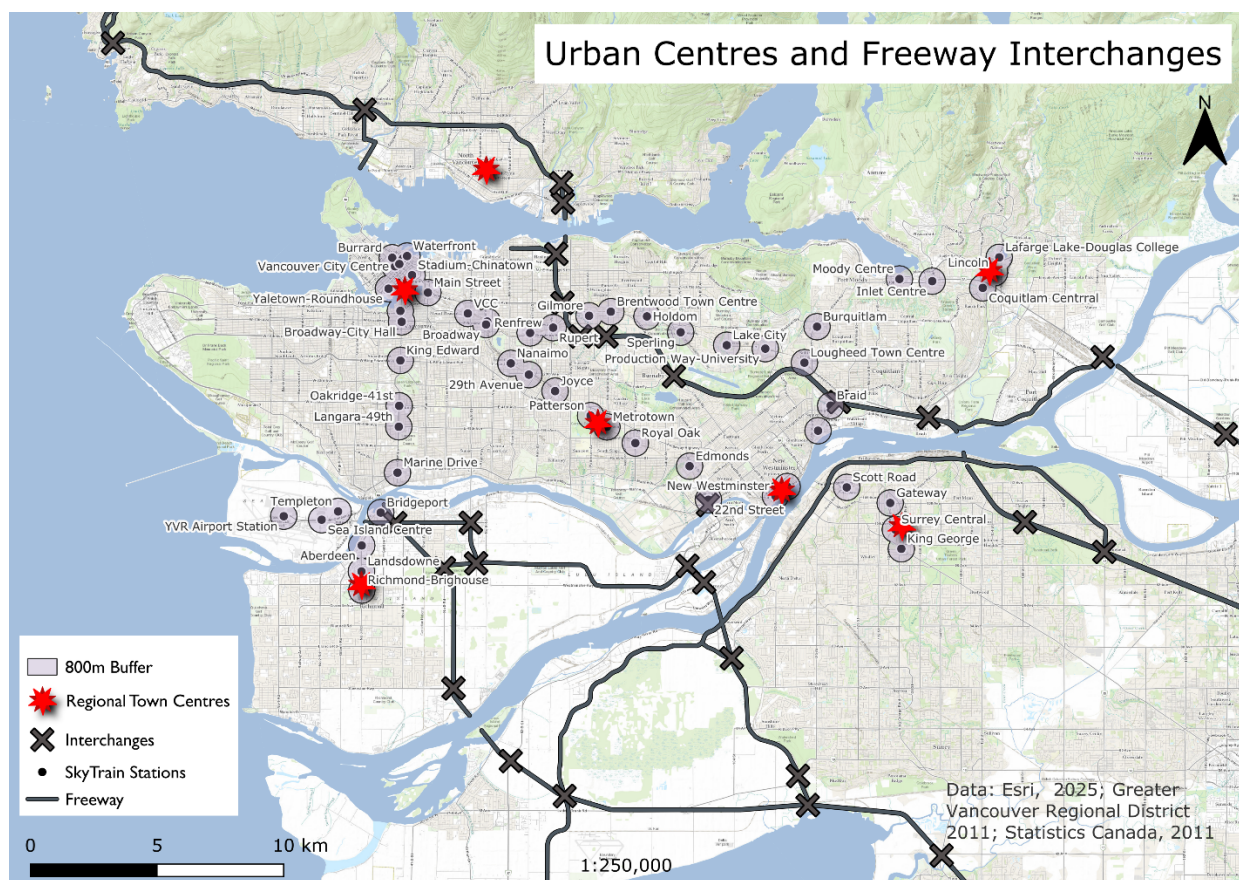 Urban Centres and Freeway Interchanges
N
North
Vancouver
Burrard
Waterfront
Vancouver City Centre
Stadium-Chinatown
Main Street
Yaletown-Roundhouse
VCC
Broadway-City Hall
Broadway
Renfrew
Gilmore
Brentwood Town Centre
Rupert
Holdom
Sperling
Lake City
Production Way-University
Burquitlam
Lougheed Town Centre
Moody Centre
Inlet Centre
Lincoln
Lafarge Lake-Douglas College
Coquitlam Centrral
King Edward
Nanaimo
29th Avenue
Joyce
Patterson
Metrotown
Royal Oak
Edmonds
Braid
Oakridge-41st
Langara-49th
Marine Drive
New
Westminster
New Westminster
22nd Street
Scott Road
Gateway
Surrey Central
King George
Templeton
Bridgeport
YVR Airport Station
Sea Island Centre
Aberdeen
Landsdowne
Richmond-Brighouse
800m Buffer
Regional Town Centres
Interchanges
SkyTrain Stations
Freeway
0 5 10 km
1:250,000
Data: Esri, 2025; Greater
Vancouver Regional District
2011; Statistics Canada, 2011